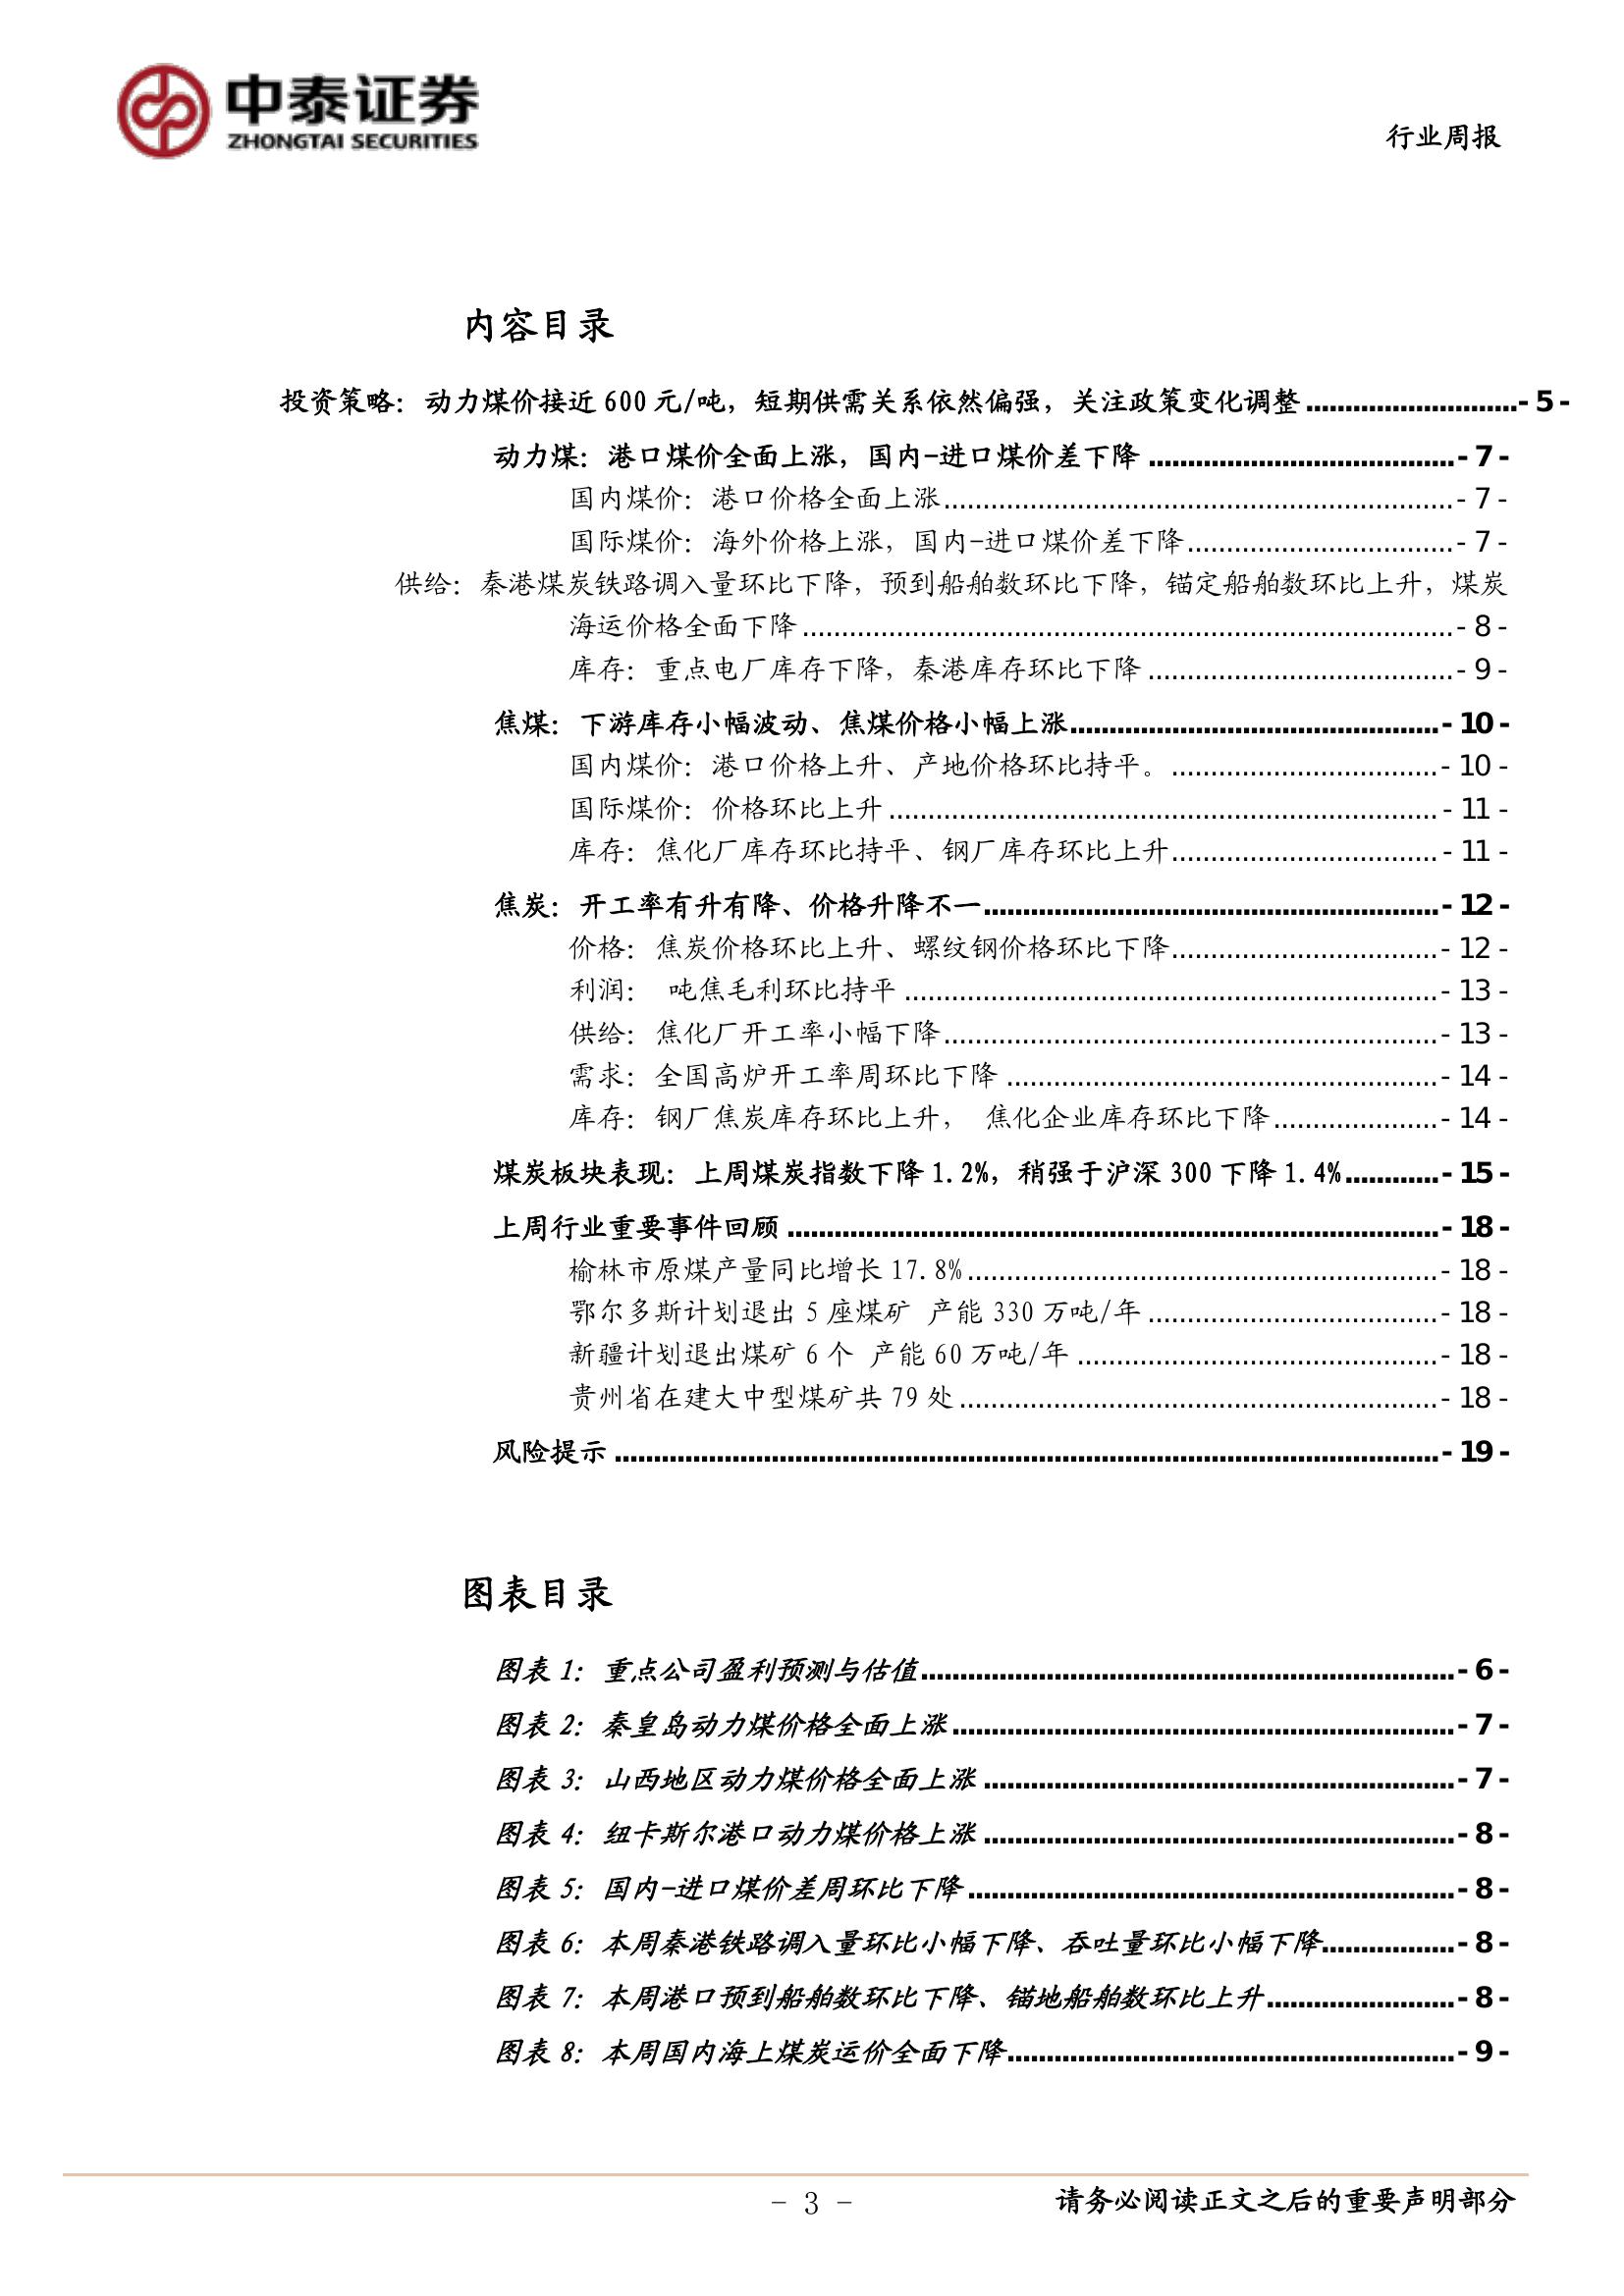 中泰证券
ZHONGTAI SECURITIES
行业周报
内容目录
投资策略：动力煤价接近 600 元/吨，短期供需关系依然偏强，关注政策变化调整...........................- 5 -
动力煤：港口煤价全面上涨，国内-进口煤价差下降 .......................................- 7 -
国内煤价：港口价格全面上涨.................................................................- 7 -
国际煤价：海外价格上涨，国内-进口煤价差下降..................................- 7 -
供给：秦港煤炭铁路调入量环比下降，预到船舶数环比下降，锚定船舶数环比上升，煤炭
海运价格全面下降...................................................................................- 8 -
库存：重点电厂库存下降，秦港库存环比下降.......................................- 9 -
焦煤：下游库存小幅波动、焦煤价格小幅上涨...............................................- 10 -
国内煤价：港口价格上升、产地价格环比持平。..................................- 10 -
国际煤价：价格环比上升......................................................................- 11 -
库存：焦化厂库存环比持平、钢厂库存环比上升..................................- 11 -
焦炭：开工率有升有降、价格升降不一..........................................................- 12 -
价格：焦炭价格环比上升、螺纹钢价格环比下降..................................- 12 -
利润： 吨焦毛利环比持平....................................................................- 13 -
供给：焦化厂开工率小幅下降...............................................................- 13 -
需求：全国高炉开工率周环比下降.......................................................- 14 -
库存：钢厂焦炭库存环比上升， 焦化企业库存环比下降.....................- 14 -
煤炭板块表现：上周煤炭指数下降 1.2%，稍强于沪深 300 下降 1.4%............- 15 -
上周行业重要事件回顾...................................................................................- 18 -
榆林市原煤产量同比增长 17.8%............................................................- 18 -
鄂尔多斯计划退出 5 座煤矿 产能 330 万吨/年.....................................- 18 -
新疆计划退出煤矿 6 个 产能 60 万吨/年..............................................- 18 -
贵州省在建大中型煤矿共 79 处.............................................................- 18 -
风险提示.........................................................................................................- 19 -
图表目录
图表 1：重点公司盈利预测与估值....................................................................- 6 -
图表 2：秦皇岛动力煤价格全面上涨................................................................- 7 -
图表 3：山西地区动力煤价格全面上涨............................................................- 7 -
图表 4：纽卡斯尔港口动力煤价格上涨............................................................- 8 -
图表 5：国内-进口煤价差周环比下降..............................................................- 8 -
图表 6：本周秦港铁路调入量环比小幅下降、吞吐量环比小幅下降.................- 8 -
图表 7：本周港口预到船舶数环比下降、锚地船舶数环比上升........................- 8 -
图表 8：本周国内海上煤炭运价全面下降.........................................................- 9 -
- 3 -
请务必阅读正文之后的重要声明部分